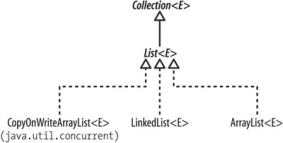 Collection<E>
List<E>
CopyOnWriteArrayList<E> LinkedList<E> ArrayList<E>
(java.util.concurrent)